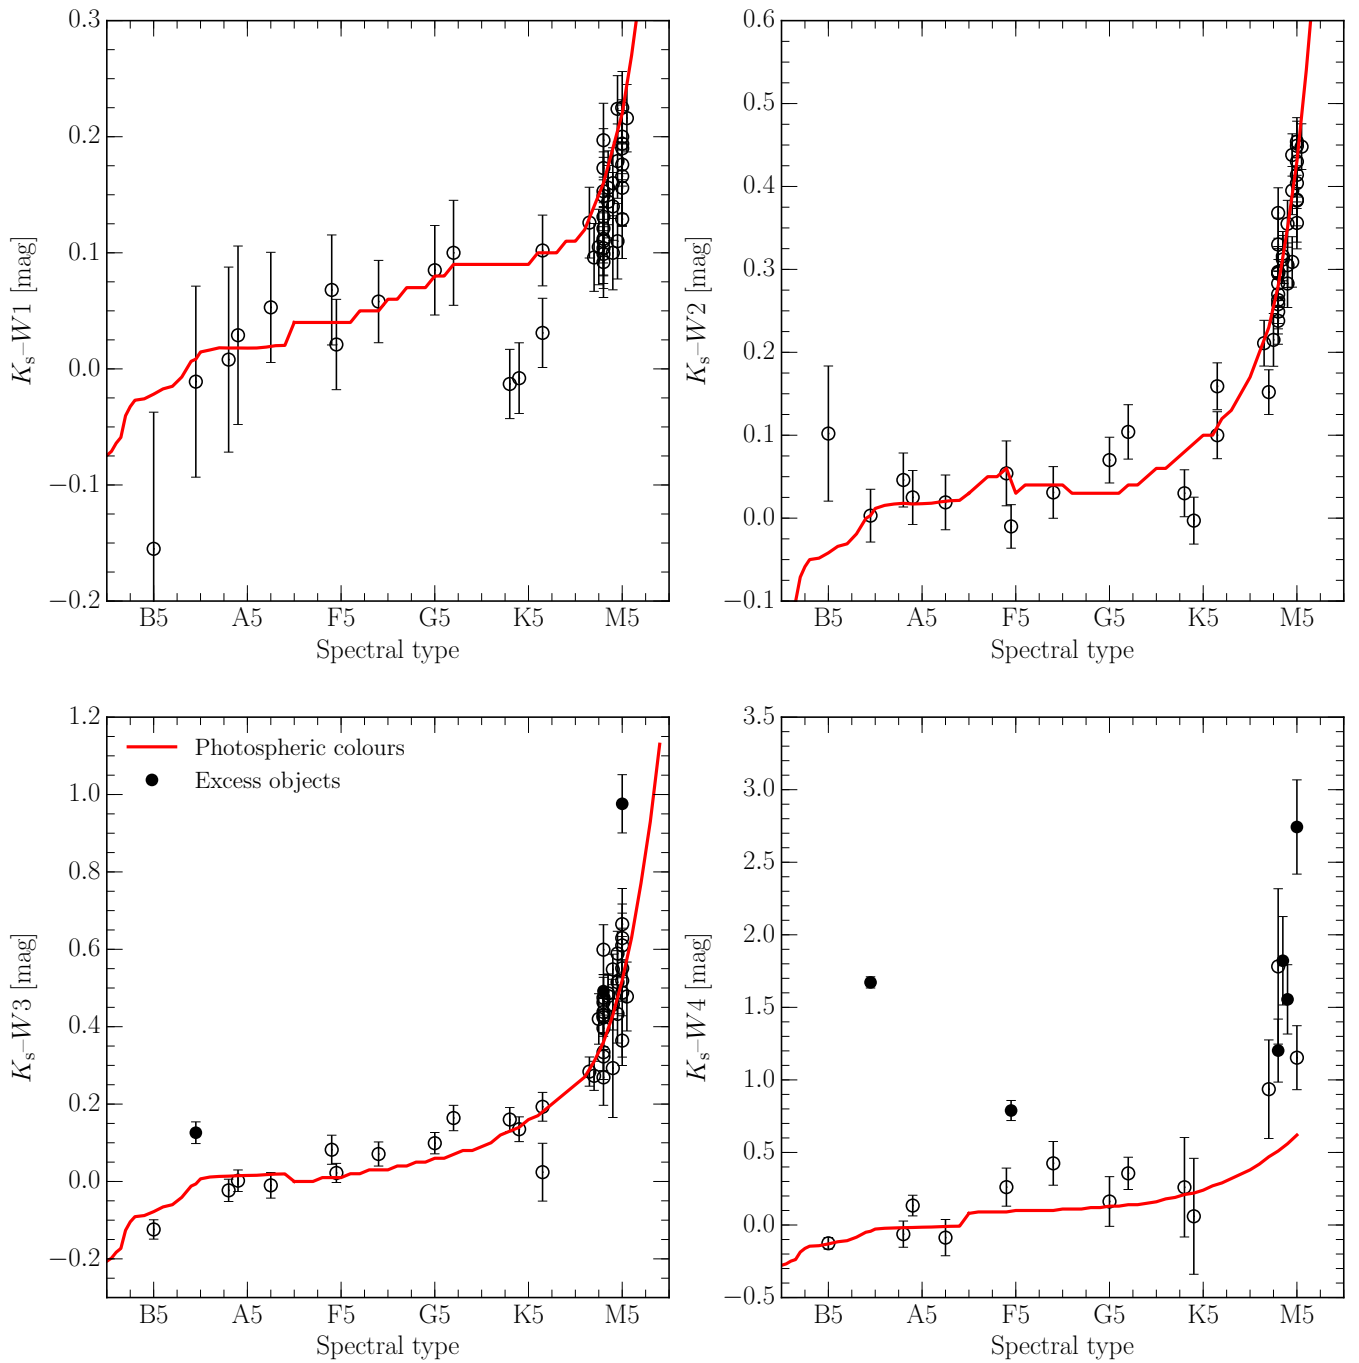 0.3
0.2
0.1
0.0
−0.1
−0.2
K_s–W1 [mag]
B5 A5 F5 G5 K5 M5
Spectral type
0.6
0.5
0.4
0.3
0.2
0.1
0.0
−0.1
K_s–W2 [mag]
B5 A5 F5 G5 K5 M5
Spectral type
1.2
1.0
0.8
0.6
0.4
0.2
0.0
−0.2
K_s–W3 [mag]
Photospheric colours
Excess objects
B5 A5 F5 G5 K5 M5
Spectral type
3.5
3.0
2.5
2.0
1.5
1.0
0.5
0.0
−0.5
K_s–W4 [mag]
B5 A5 F5 G5 K5 M5
Spectral type